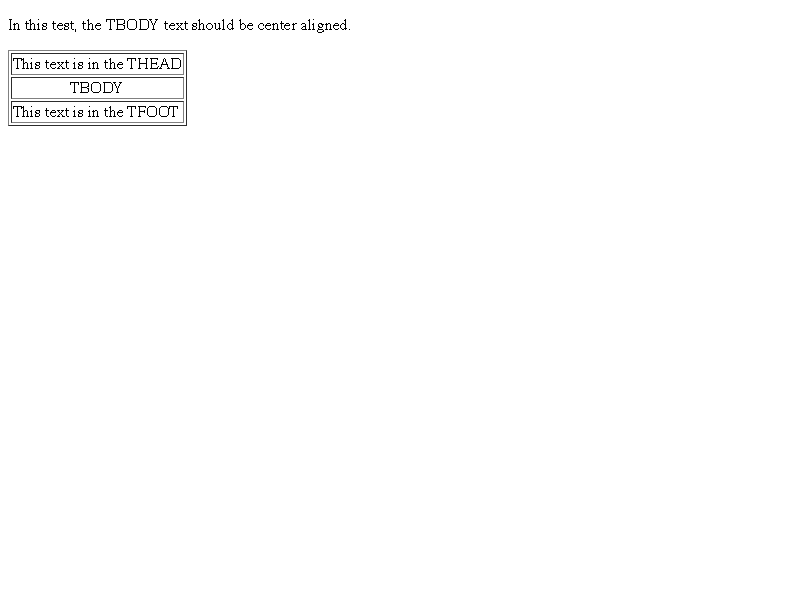 In this test, the TBODY text should be center aligned.
This text is in the THEAD
TBODY
This text is in the TFOOT